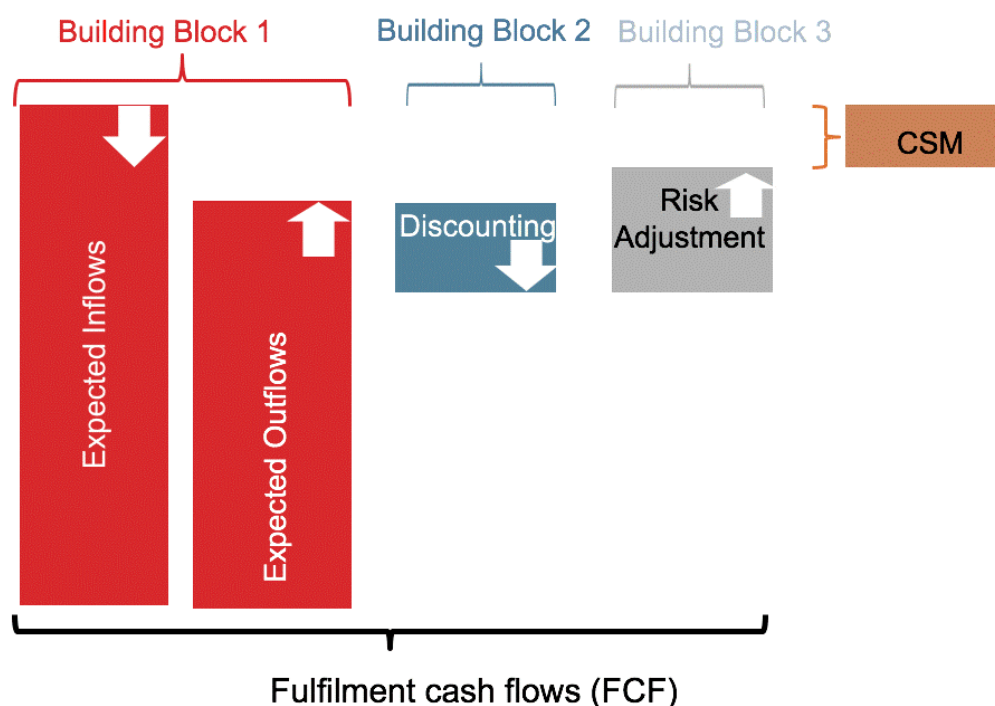 Building Block 1
Building Block 2
Building Block 3
CSM
Expected Inflows
Expected Outflows
Discounting
Risk
Adjustment
Fulfilment cash flows (FCF)